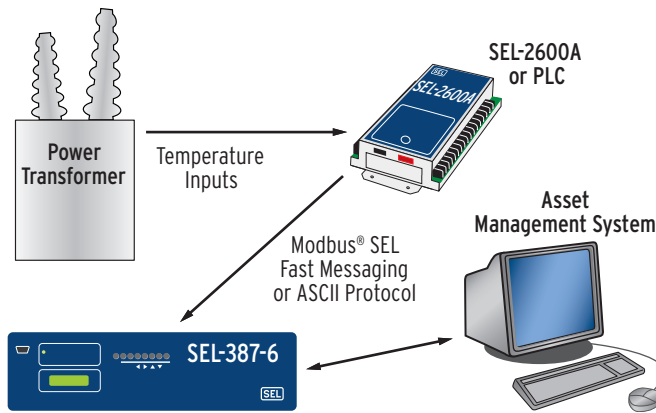 SEL-2600A
or PLC
SEL
SEL-2600A
Power
Transformer
Temperature
Inputs
Modbus® SEL
Fast Messaging
or ASCII Protocol
Asset
Management System
SEL-387-6
SEL